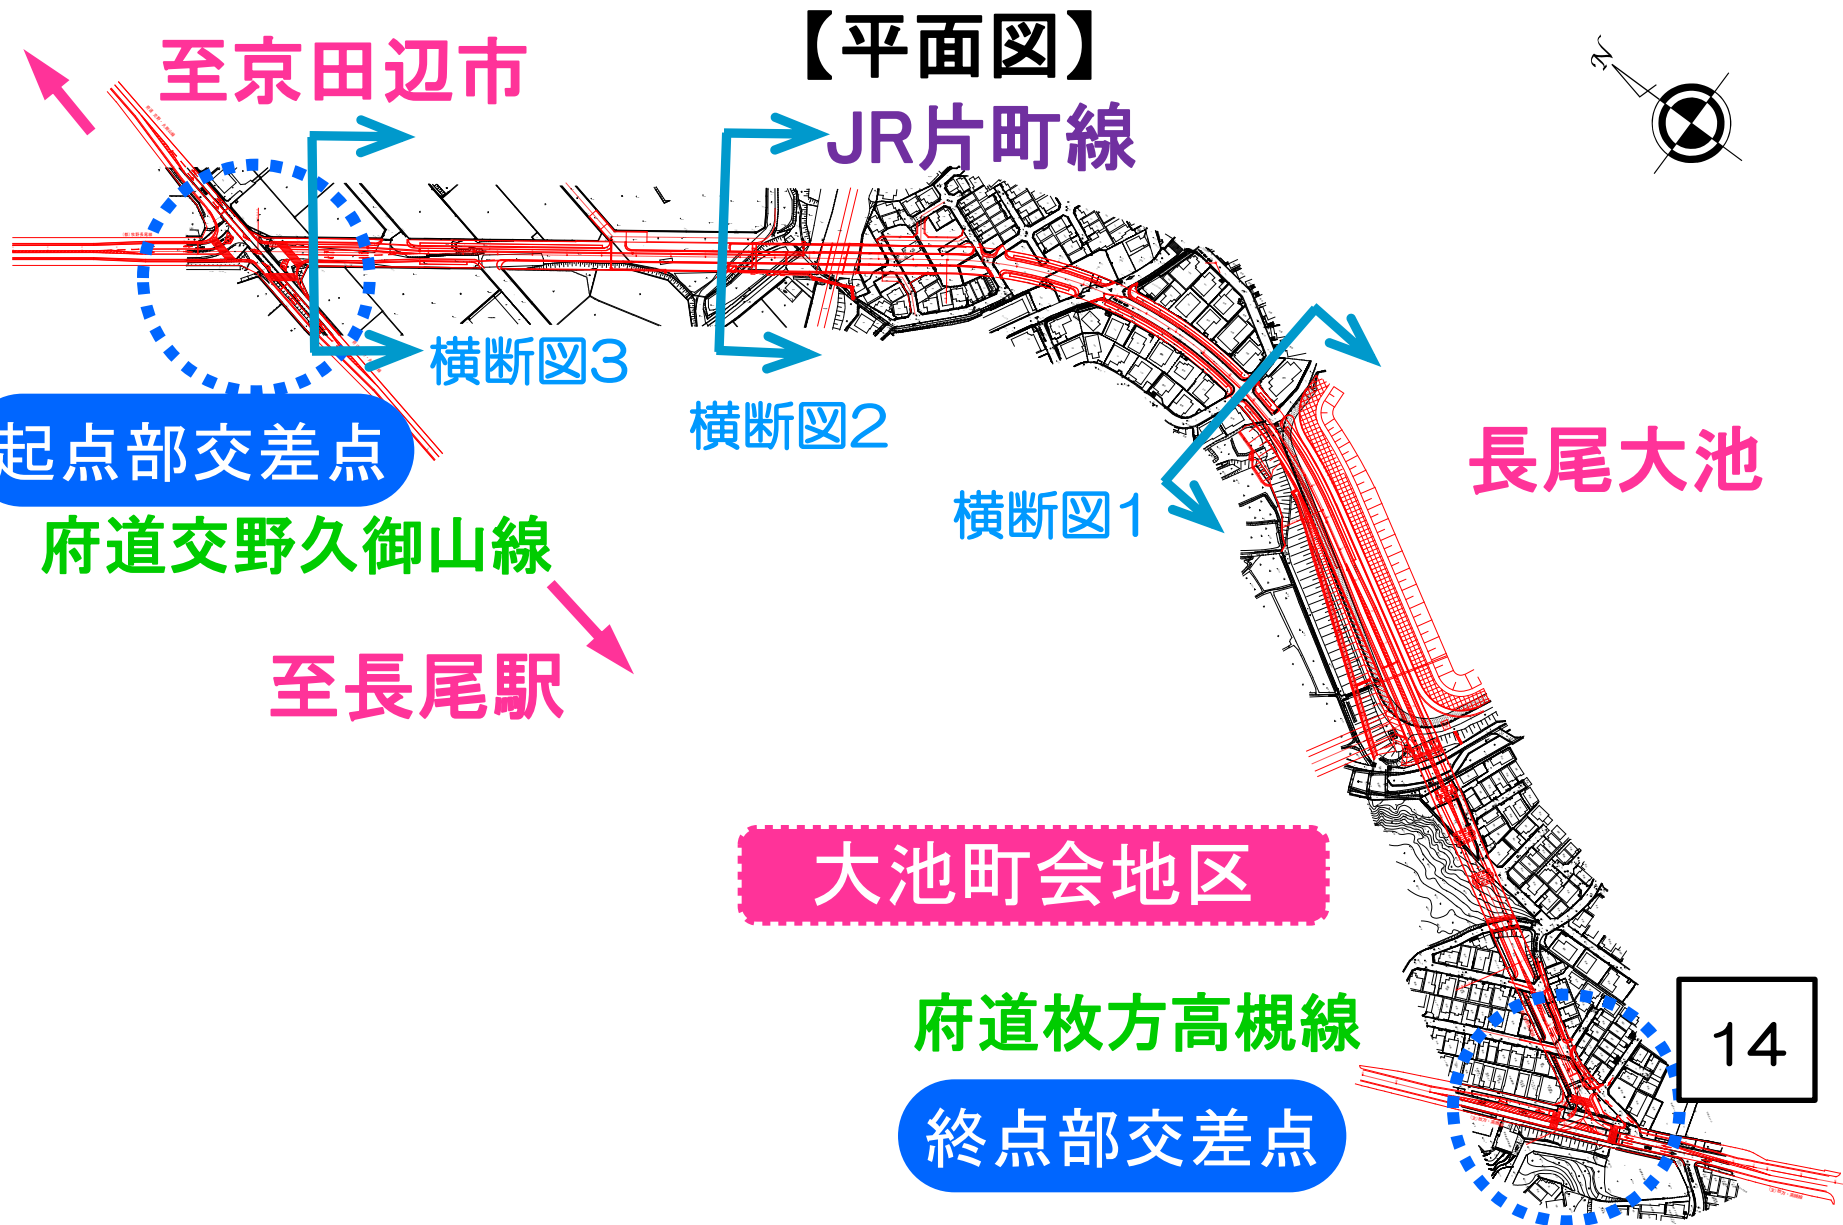 【平面図】
至京田辺市
JR片町線
横断図3
横断図2
起点部交差点
長尾大池
横断図1
府道交野久御山線
至長尾駅
大池町会地区
府道枚方高槻線
14
終点部交差点
N